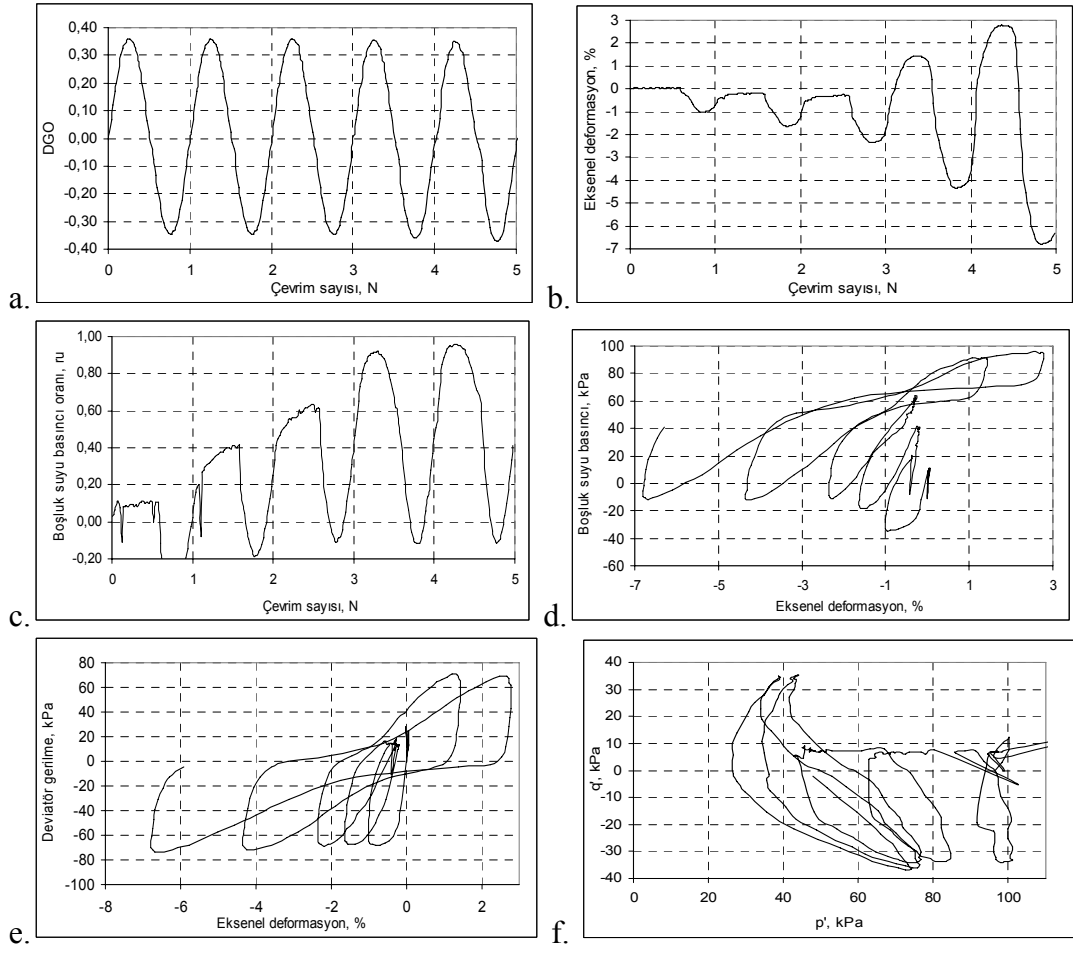 0,40
0,30
0,20
0,10
0,00
-0,10
-0,20
-0,30
-0,40
DGO
0 1 2 3 4 5
Çevrim sayısı, N
a.
3
2
1
0
-1
-2
-3
-4
-5
-6
-7
Eksenel deformasyon, %
0 1 2 3 4 5
Çevrim sayısı, N
b.
1,00
0,80
0,60
0,40
0,20
0,00
-0,20
Boşluk suyu basıncı oranı, ru
0 1 2 3 4 5
Çevrim sayısı, N
c.
100
80
60
40
20
0
-20
-40
-60
Boşluk suyu basıncı, kPa
-7 -5 -3 -1 1 3
Eksenel deformasyon, %
d.
80
60
40
20
0
-20
-40
-60
-80
-100
Deviatör gerilme, kPa
-8 -6 -4 -2 0 2
Eksenel deformasyon, %
e.
40
30
20
10
0
-10
-20
-30
-40
q', kPa
0 20 40 60 80 100
p', kPa
f.